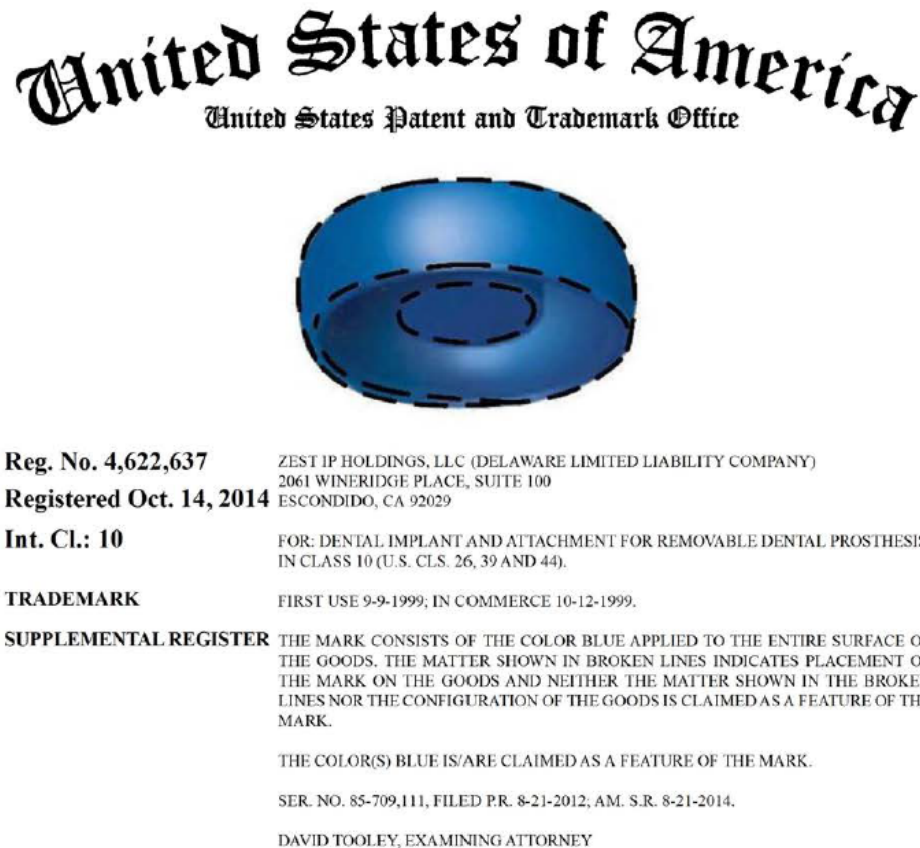 United States of America
United States Patent and Trademark Office
Reg. No. 4,622,637
Registered Oct. 14, 2014
Int. Cl.: 10
TRADEMARK
SUPPLEMENTAL REGISTER
ZEST IP HOLDINGS, LLC (DELAWARE LIMITED LIABILITY COMPANY)
2061 WINERIDGE PLACE, SUITE 100
ESCONDIDO, CA 92029
FOR: DENTAL IMPLANT AND ATTACHMENT FOR REMOVABLE DENTAL PROSTHESIS
IN CLASS 10 (U.S. CLS. 26, 39 AND 44).
FIRST USE 9-9-1999; IN COMMERCE 10-12-1999.
THE MARK CONSISTS OF THE COLOR BLUE APPLIED TO THE ENTIRE SURFACE O
THE GOODS. THE MATTER SHOWN IN BROKEN LINES INDICATES PLACEMENT O
THE MARK ON THE GOODS AND NEITHER THE MATTER SHOWN IN THE BROKE
LINES NOR THE CONFIGURATION OF THE GOODS IS CLAIMED AS A FEATURE OF TH
MARK.
THE COLOR(S) BLUE IS/ARE CLAIMED AS A FEATURE OF THE MARK.
SER. NO. 85-709,111, FILED P.R. 8-21-2012; AM. S.R. 8-21-2014.
DAVID TOOLEY, EXAMINING ATTORNEY